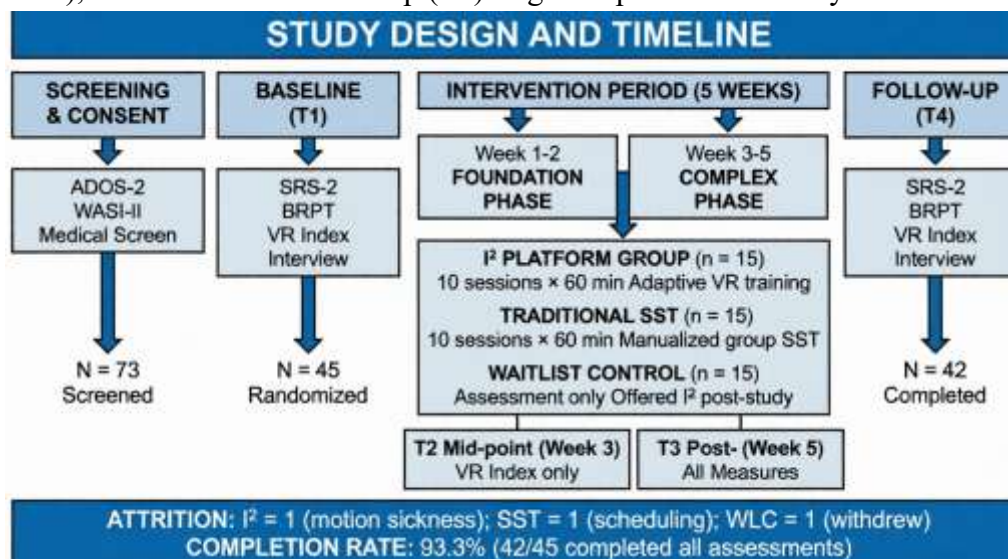 STUDY DESIGN AND TIMELINE
SCREENING
& CONSENT
ADOS-2
WASI-II
Medical Screen
N = 73
Screened
BASELINE
(T1)
SRS-2
BRPT
VR Index
Interview
N = 45
Randomized
INTERVENTION PERIOD (5 WEEKS)
Week 1-2
FOUNDATION
PHASE
Week 3-5
COMPLEX
PHASE
I² PLATFORM GROUP (n = 15)
10 sessions × 60 min Adaptive VR training
TRADITIONAL SST (n = 15)
10 sessions × 60 min Manualized group SST
WAITLIST CONTROL (n = 15)
Assessment only Offered I² post-study
T2 Mid-point (Week 3)
VR Index only
T3 Post- (Week 5)
All Measures
FOLLOW-UP
(T4)
SRS-2
BRPT
VR Index
Interview
N = 42
Completed
ATTRITION: I² = 1 (motion sickness); SST = 1 (scheduling); WLC = 1 (withdrew)
COMPLETION RATE: 93.3% (42/45 completed all assessments)